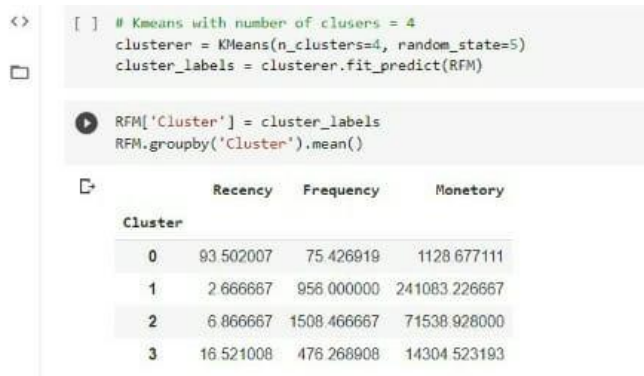 [ ] # Kmeans with number of clusers = 4
clusterer = KMeans(n_clusters=4, random_state=5)
cluster_labels = clusterer.fit_predict(RFM)
RFM['Cluster'] = cluster_labels
RFM.groupby('Cluster').mean()
Recency Frequency Monetory
Cluster
0 93.502007 75.426919 1128.677111
1 2.666667 956.000000 241083.226667
2 6.866667 1508.466667 71538.928000
3 16.521008 476.268908 14304.523193